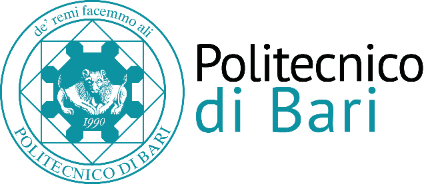 de' remi facemmo ali
1990
POLITECNICO DI BARI
Politecnico
di Bari